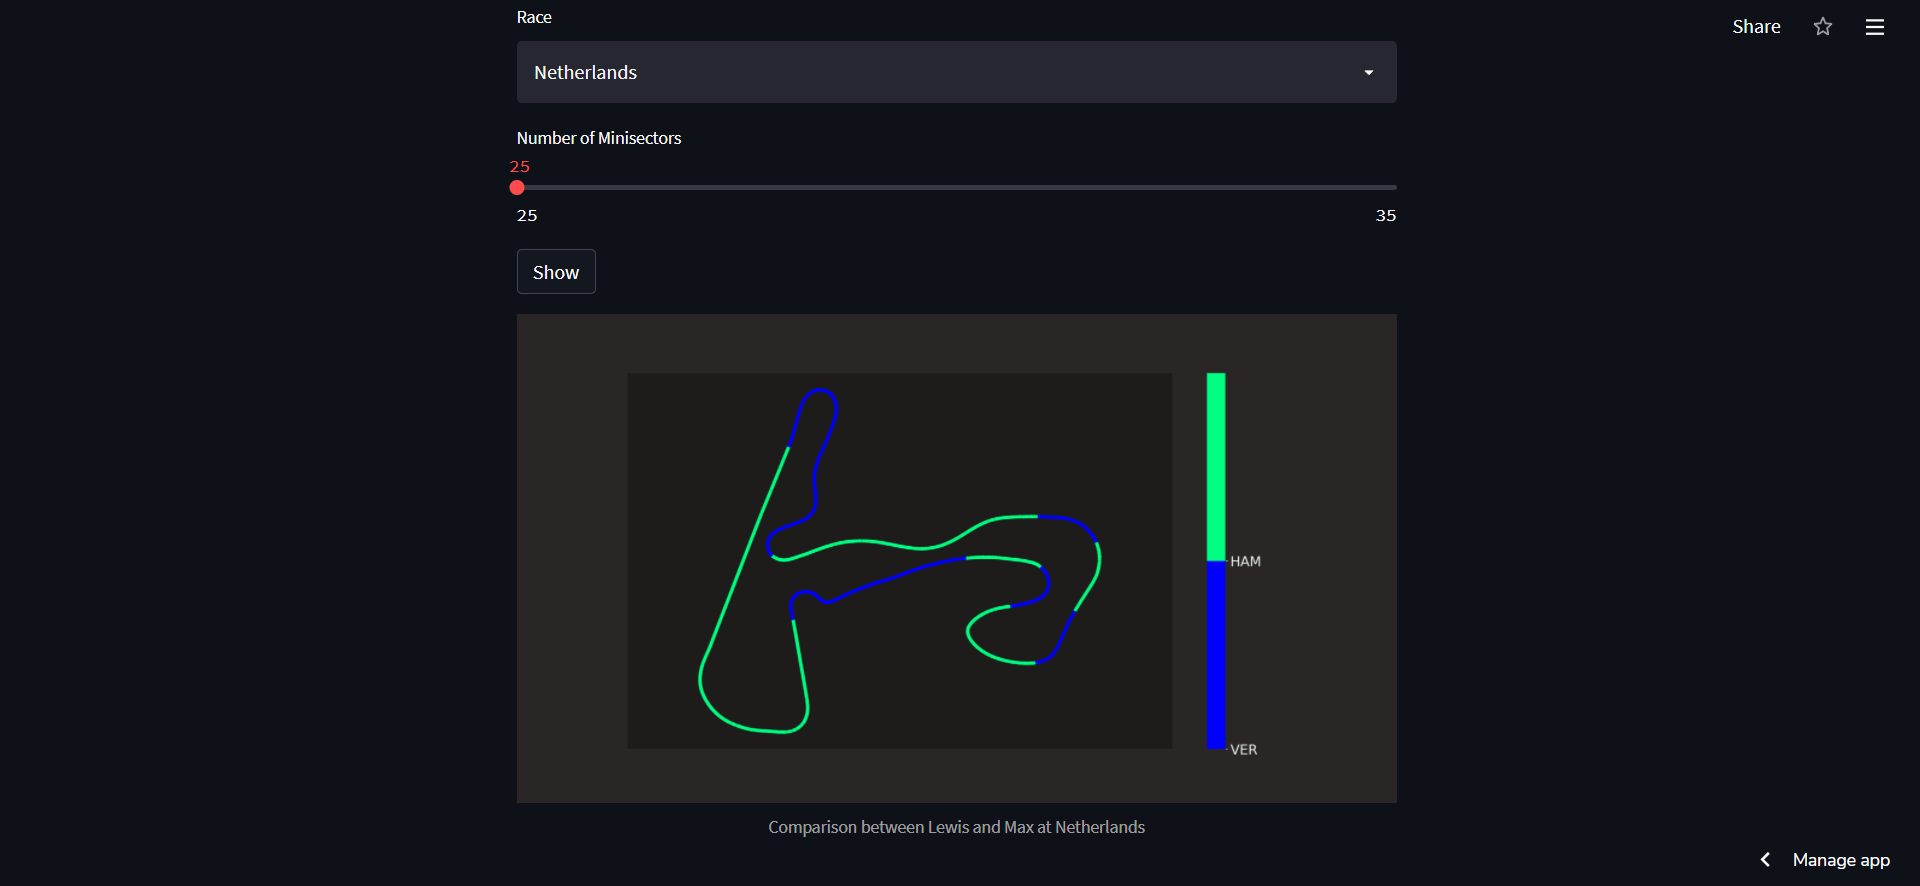 Race
Share
Netherlands
Number of Minisectors
25
25
35
Show
HAM
VER
Comparison between Lewis and Max at Netherlands
Manage app